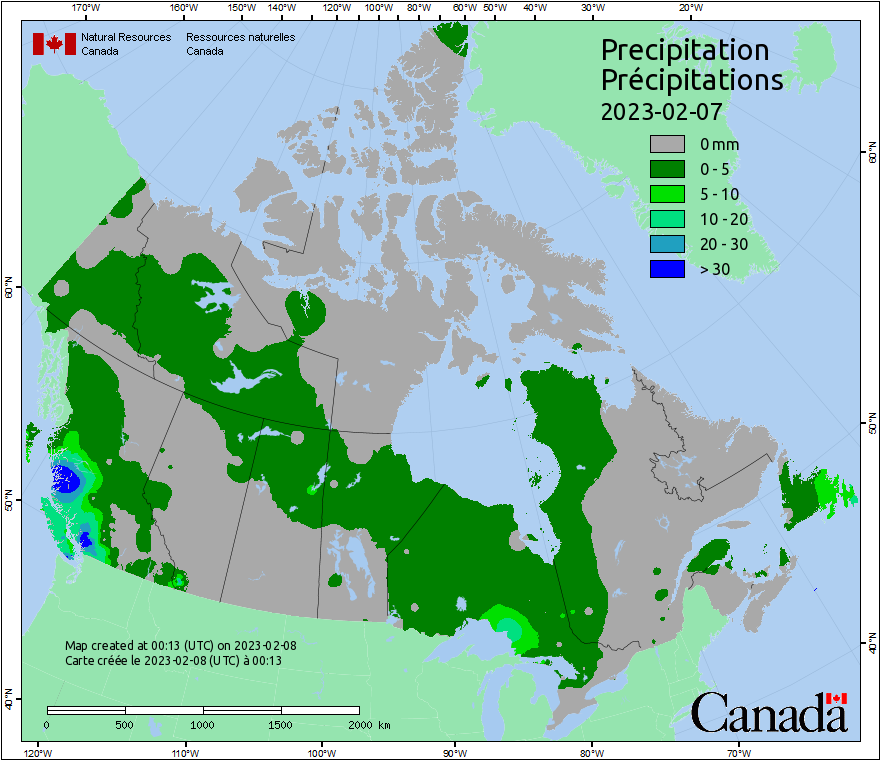 170°W 160°W 150°W 140°W 120°W 100°W 80°W 60°W 50°W 40°W 30°W 20°W
Natural Resources Ressources naturelles
Canada Canada
Precipitation
Précipitations
2023-02-07
0 mm
0 - 5
5 - 10
10 - 20
20 - 30
> 30
60°N
60°N
50°N
50°N
40°N
40°N
Map created at 00:13 (UTC) on 2023-02-08
Carte créée le 2023-02-08 (UTC) à 00:13
0 500 1000 1500 2000 km
Canada
120°W 110°W 100°W 90°W 80°W 70°W